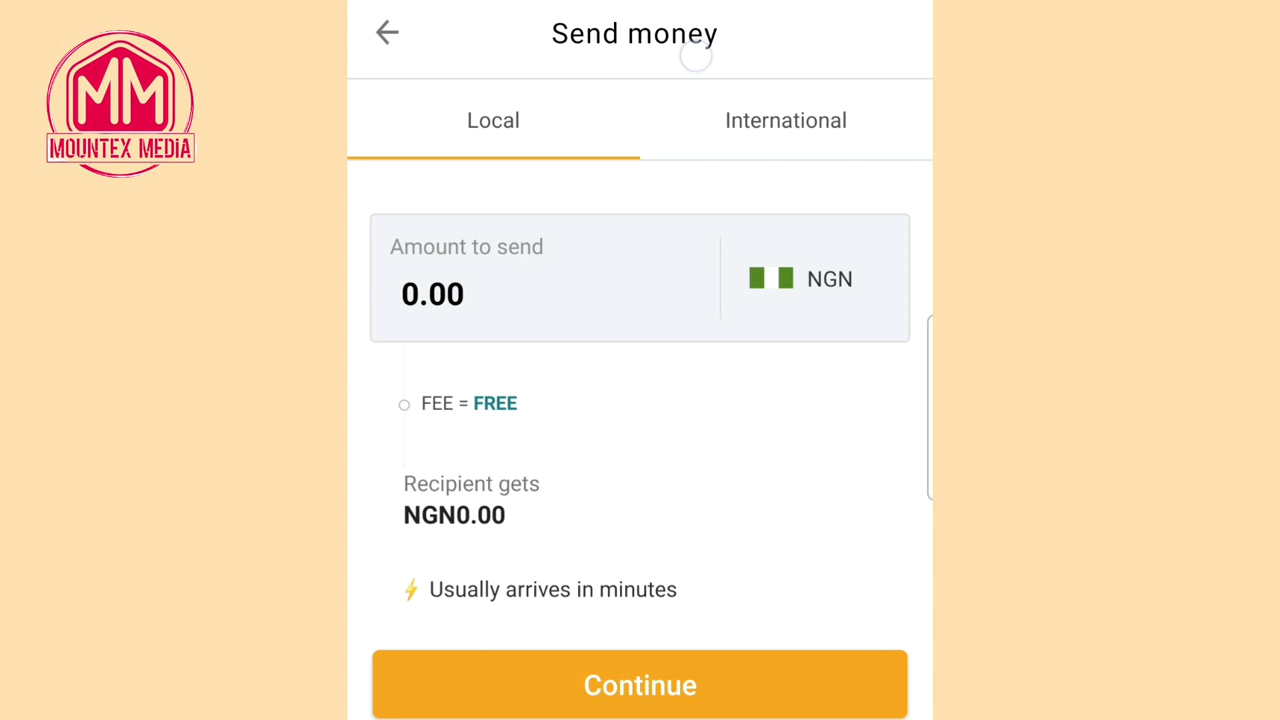 MM
MOUNTEX MEDiA
Send money
Local
International
Amount to send
0.00
NGN
FEE = FREE
Recipient gets
NGN0.00
Usually arrives in minutes
Continue